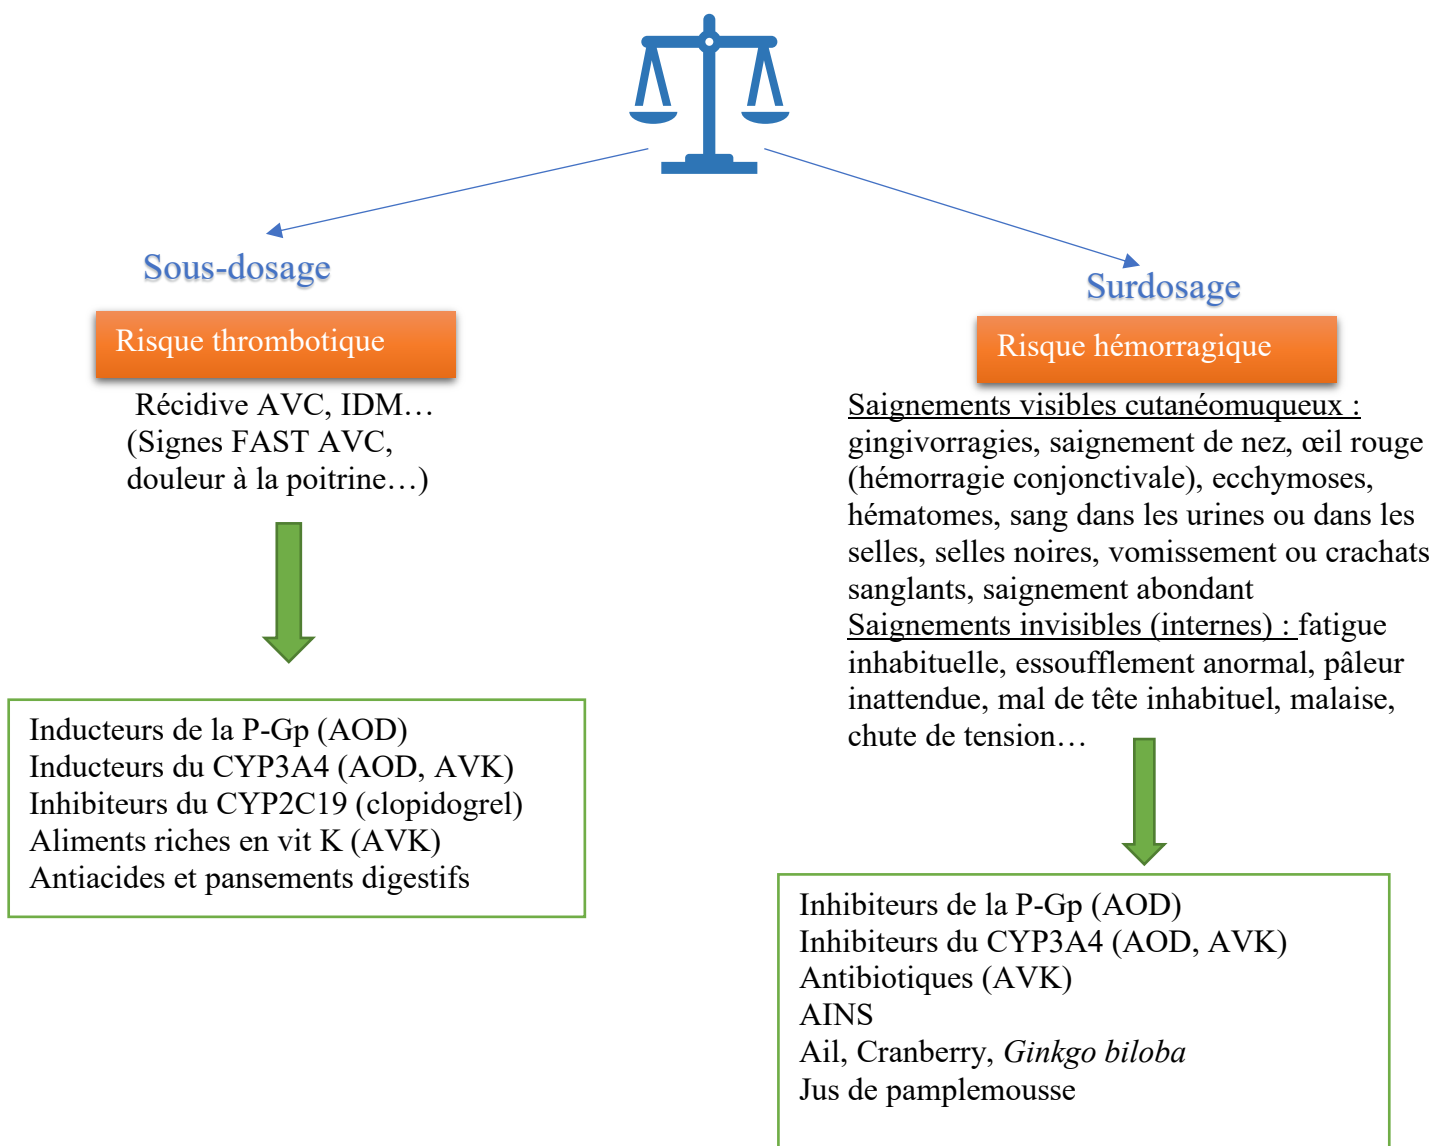 Sous-dosage
Risque thrombotique
Récidive AVC, IDM…
(Signes FAST AVC,
douleur à la poitrine…)
Inducteurs de la P-Gp (AOD)
Inducteurs du CYP3A4 (AOD, AVK)
Inhibiteurs du CYP2C19 (clopidogrel)
Aliments riches en vit K (AVK)
Antiacides et pansements digestifs
Surdosage
Risque hémorragique
Saignements visibles cutanéomuqueux :
gingivorragies, saignement de nez, œil rouge
(hémorragie conjonctivale), ecchymoses,
hématomes, sang dans les urines ou dans les
selles, selles noires, vomissement ou crachats
sanglants, saignement abondant
Saignements invisibles (internes) : fatigue
inhabituelle, essoufflement anormal, pâleur
inattendue, mal de tête inhabituel, malaise,
chute de tension…
Inhibiteurs de la P-Gp (AOD)
Inhibiteurs du CYP3A4 (AOD, AVK)
Antibiotiques (AVK)
AINS
Ail, Cranberry, Ginkgo biloba
Jus de pamplemousse